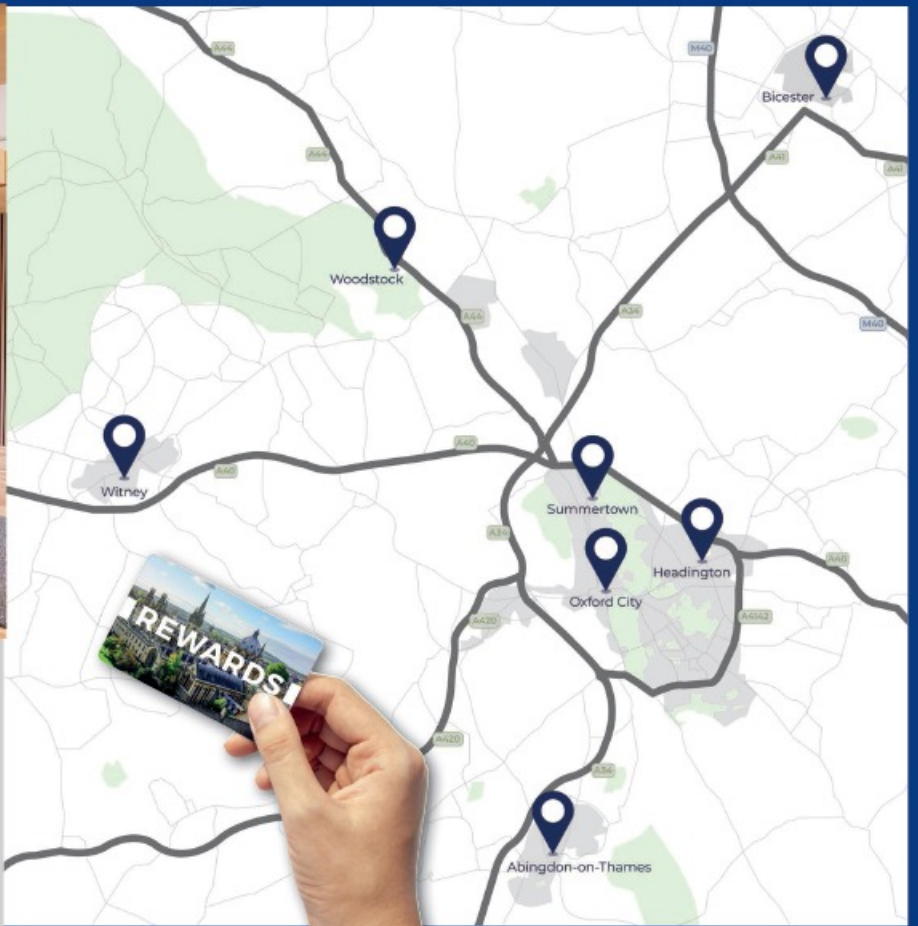 A44
M40
Bicester
A44
A41
A41
Woodstock
A44
A34
M40
Witney
A40
A40
Summertown
A34
Headington
A40
Oxford City
A420
A4142
REWARDS
A420
A34
Abingdon-on-Thames